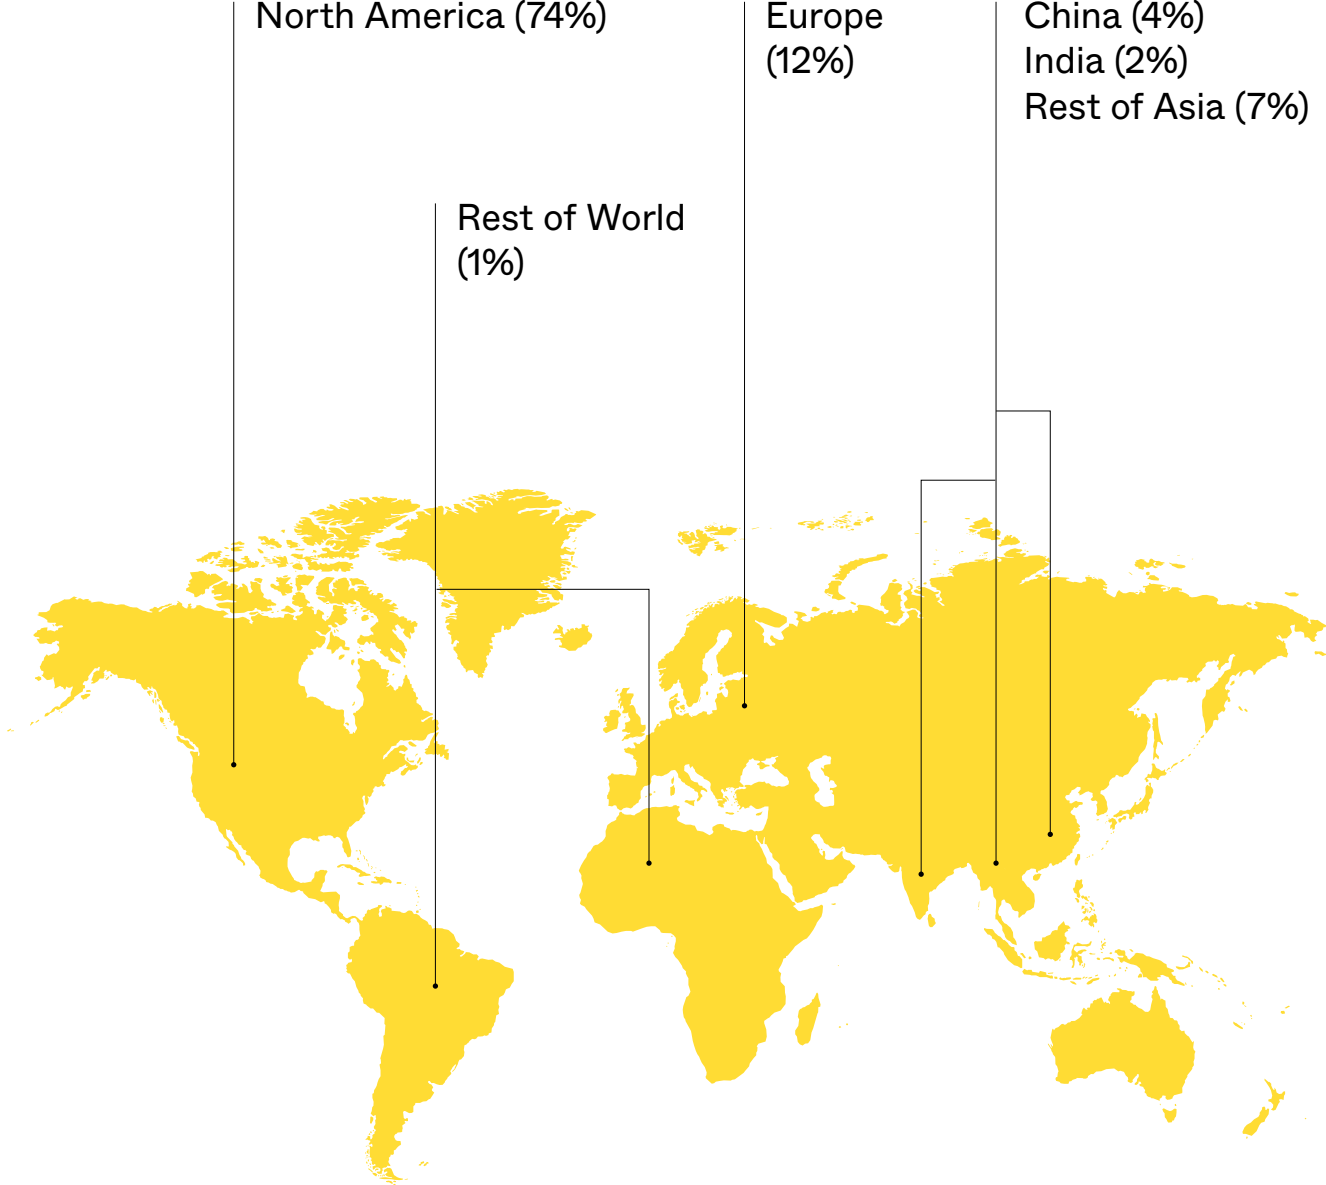 North America (74%)
Europe
(12%)
China (4%)
India (2%)
Rest of Asia (7%)
Rest of World
(1%)